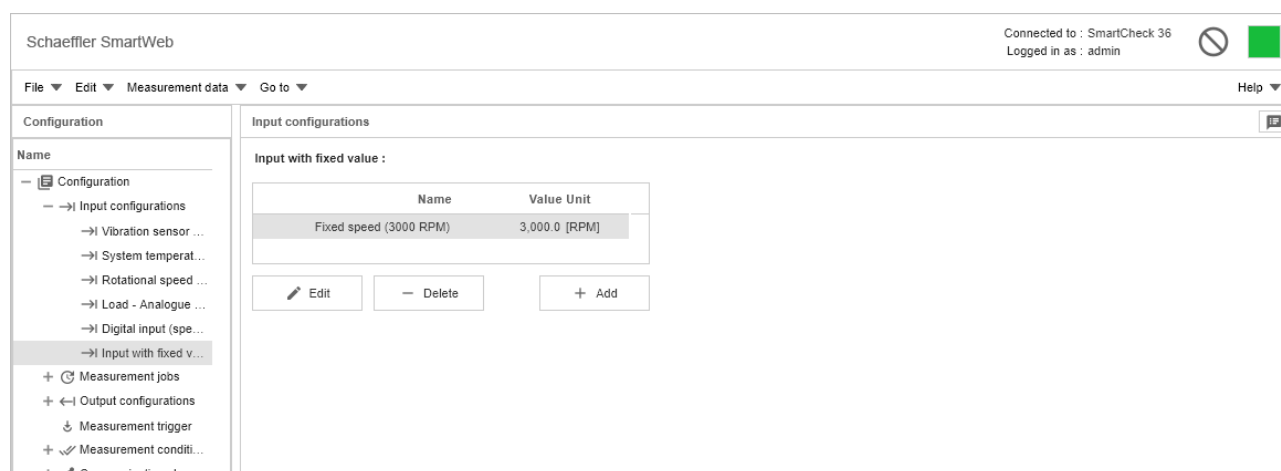 Schaeffler SmartWeb
Connected to : SmartCheck 36
Logged in as : admin
File Edit Measurement data Go to Help
Configuration
Input configurations
Name
Input with fixed value :
Configuration
Input configurations
Vibration sensor ...
System temperat...
Rotational speed ...
Load - Analogue ...
Digital input (spe...
Input with fixed v...
Measurement jobs
Output configurations
Measurement trigger
Measurement conditi...
Name Value Unit
Fixed speed (3000 RPM) 3,000.0 [RPM]
Edit Delete Add